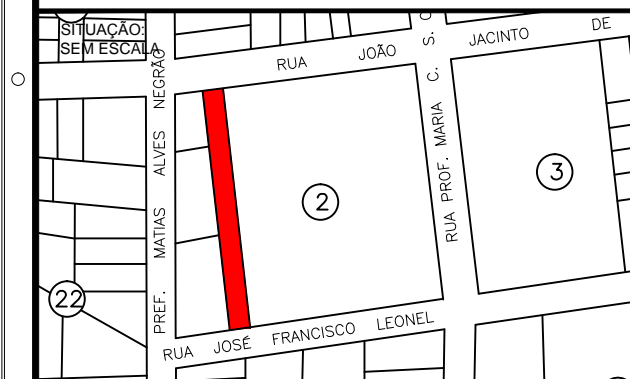 SITUAÇÃO:
SEM ESCALA
RUA JOÃO JACINTO DE
PREF. MATIAS ALVES NEGRÃO
RUA PROF. MARIA C. S.
2
3
22
RUA JOSÉ FRANCISCO LEONEL